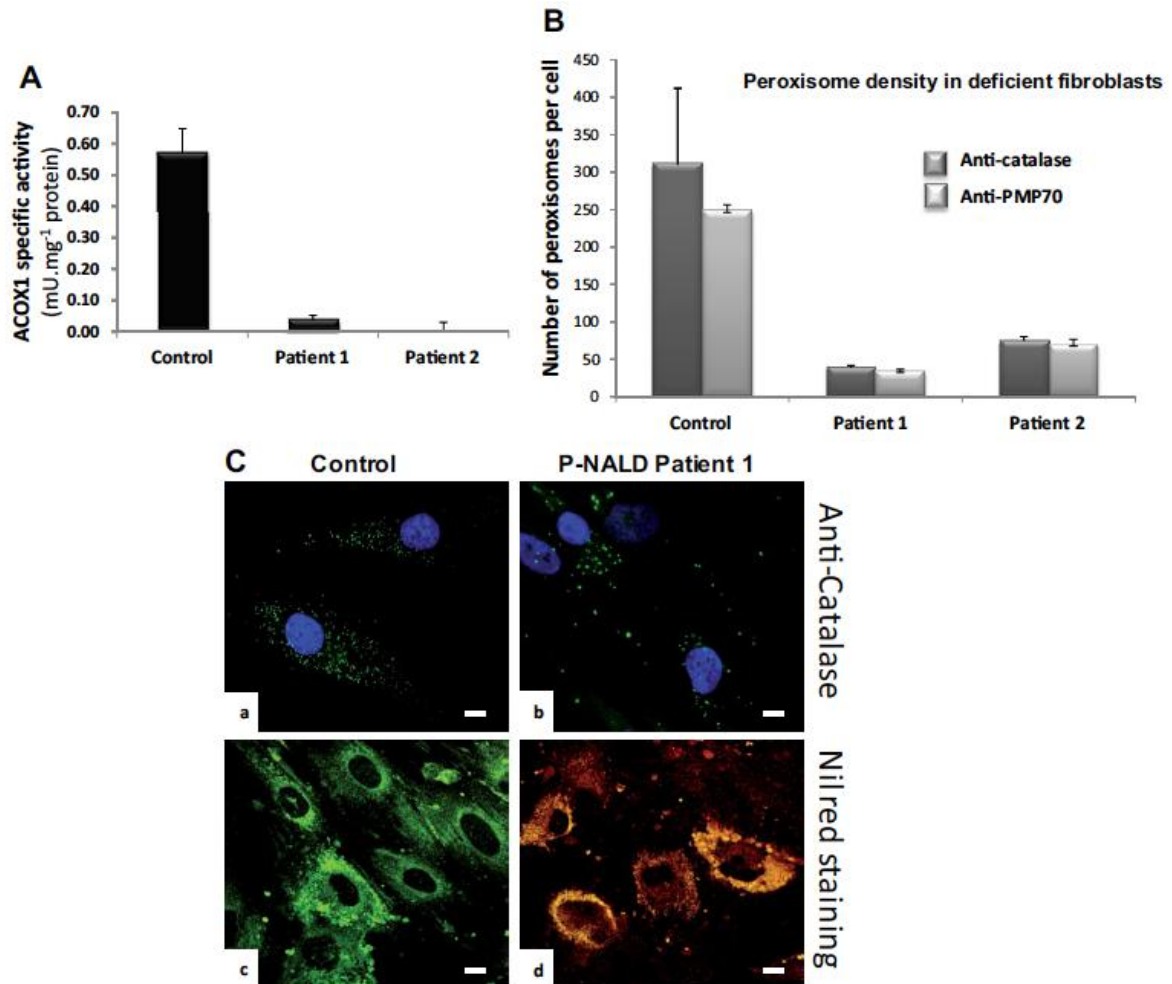 A
ACOX1 specific activity
(mU.mg⁻¹ protein)
0.70
0.60
0.50
0.40
0.30
0.20
0.10
0.00
Control Patient 1 Patient 2
B
Number of peroxisomes per cell
450
400
350
300
250
200
150
100
50
0
Peroxisome density in deficient fibroblasts
Anti-catalase
Anti-PMP70
Control Patient 1 Patient 2
C
Control P-NALD Patient 1
a b
Anti-Catalase
c d
Nilred staining